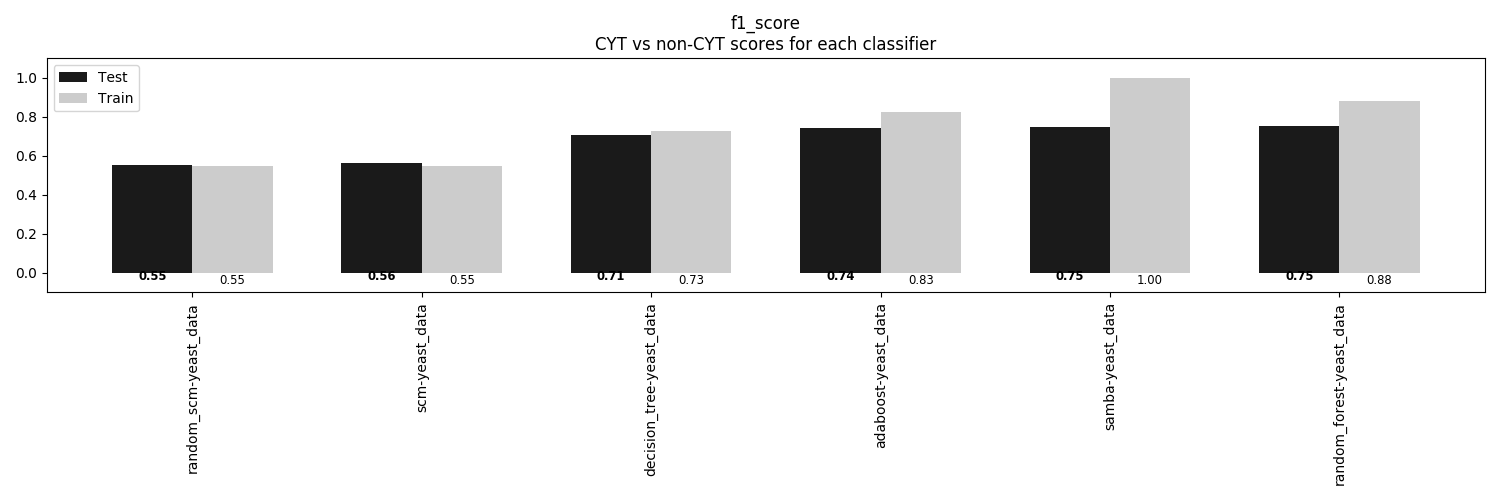 f1_score
CYT vs non-CYT scores for each classifier
Test
Train
1.0
0.8
0.6
0.4
0.2
0.0
0.55 0.55 0.56 0.55 0.71 0.73 0.74 0.83 0.75 1.00 0.75 0.88
random_scm-yeast_data
scm-yeast_data
decision_tree-yeast_data
adaboost-yeast_data
samba-yeast_data
random_forest-yeast_data